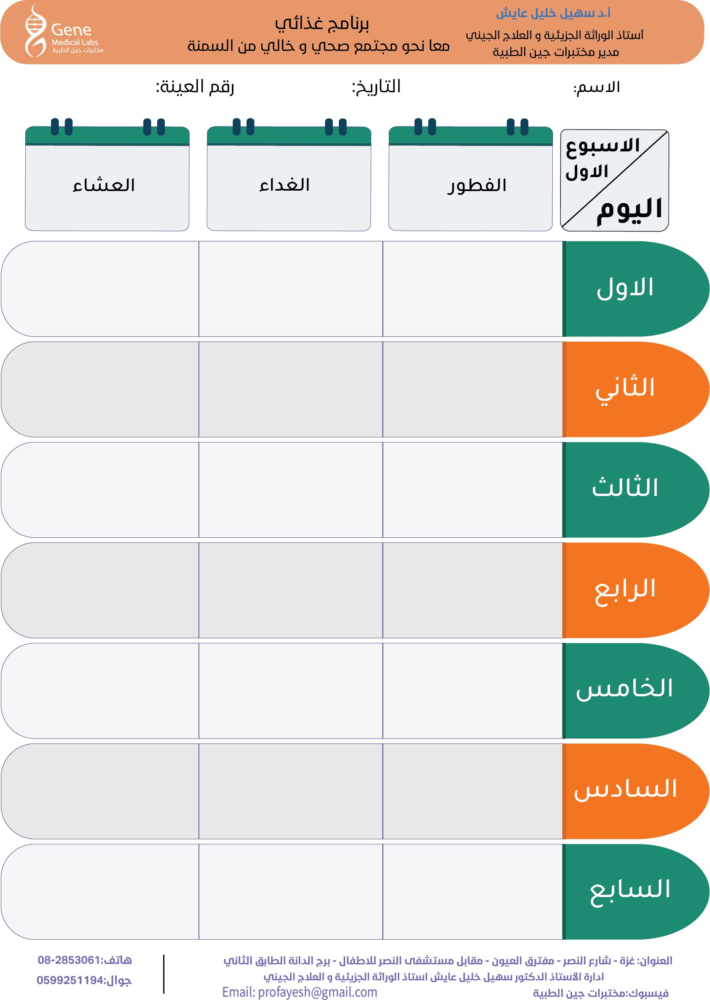 أ.د سهيل خليل عايش
أستاذ الوراثة الجزيئية و العلاج الجيني
مدير مختبرات جين الطبية
برنامج غذائي
معا نحو مجتمع صحي و خالي من السمنة
Gene
Medical Labs
مختبرات جين الطبية
الاسم: التاريخ: رقم العينة:
الاسبوع
الاول
اليوم
الفطور الغداء العشاء
الاول
الثاني
الثالث
الرابع
الخامس
السادس
السابع
العنوان: غزة - شارع النصر - مفترق العيون - مقابل مستشفى النصر للاطفال - برج الدانة الطابق الثاني
ادارة الأستاذ الدكتور سهيل خليل عايش استاذ الوراثة الجزيئية و العلاج الجيني
فيسبوك:مختبرات جين الطبية Email: profayesh@gmail.com
هاتف:08-2853061
جوال:0599251194